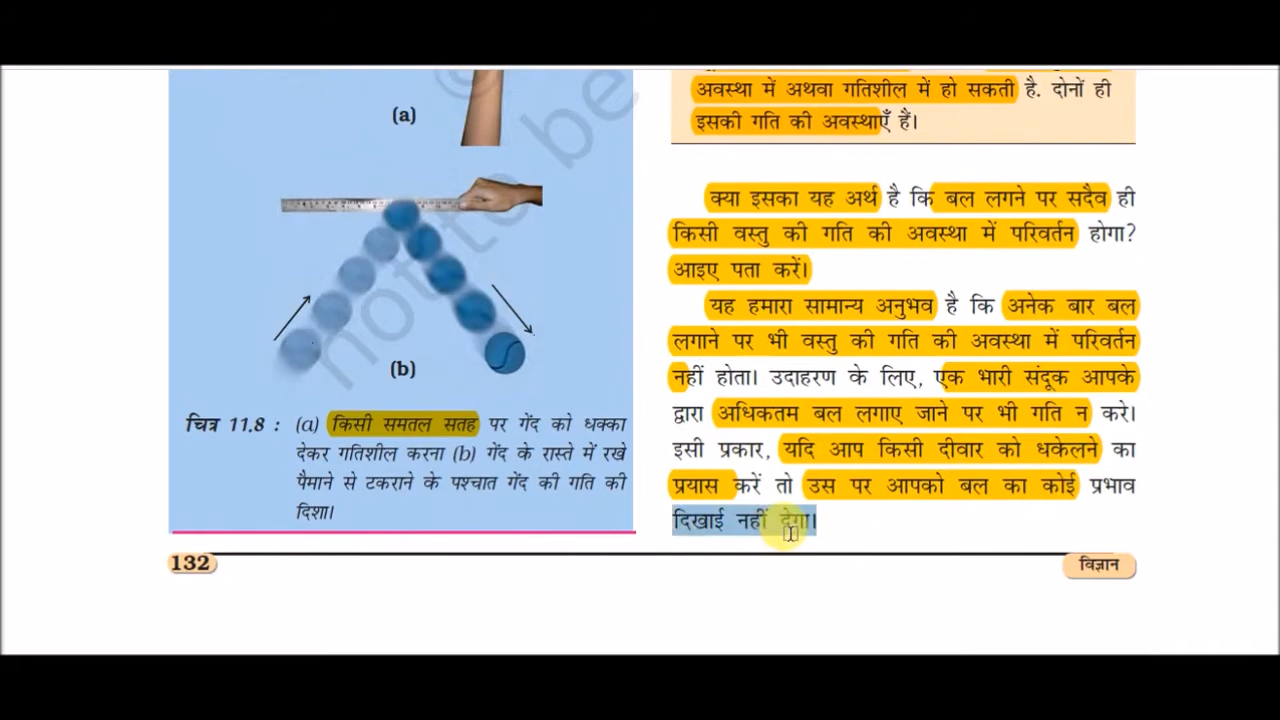 (a)
(b)
चित्र 11.8 : (a) किसी समतल सतह पर गेंद को धक्का
देकर गतिशील करना (b) गेंद के रास्ते में रखे
पैमाने से टकराने के पश्चात गेंद की गति की
दिशा।
अवस्था में अथवा गतिशील में हो सकती है. दोनों ही
इसकी गति की अवस्थाएँ हैं।
क्या इसका यह अर्थ है कि बल लगने पर सदैव ही
किसी वस्तु की गति की अवस्था में परिवर्तन होगा?
आइए पता करें।
यह हमारा सामान्य अनुभव है कि अनेक बार बल
लगाने पर भी वस्तु की गति की अवस्था में परिवर्तन
नहीं होता। उदाहरण के लिए, एक भारी संदूक आपके
द्वारा अधिकतम बल लगाए जाने पर भी गति न करे।
इसी प्रकार, यदि आप किसी दीवार को धकेलने का
प्रयास करें तो उस पर आपको बल का कोई प्रभाव
दिखाई नहीं देगा।
132
विज्ञान
not to be